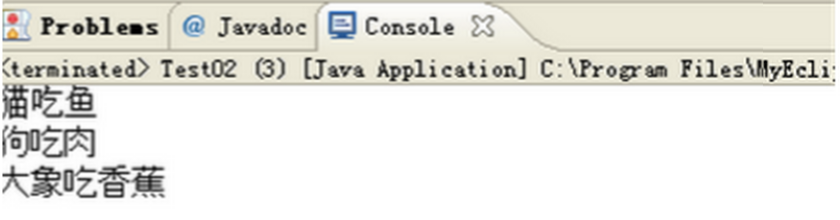 Problems @ Javadoc Console
<terminated> Test02 (3) [Java Application] C:\Program Files\MyEcli
猫吃鱼
狗吃肉
大象吃香蕉